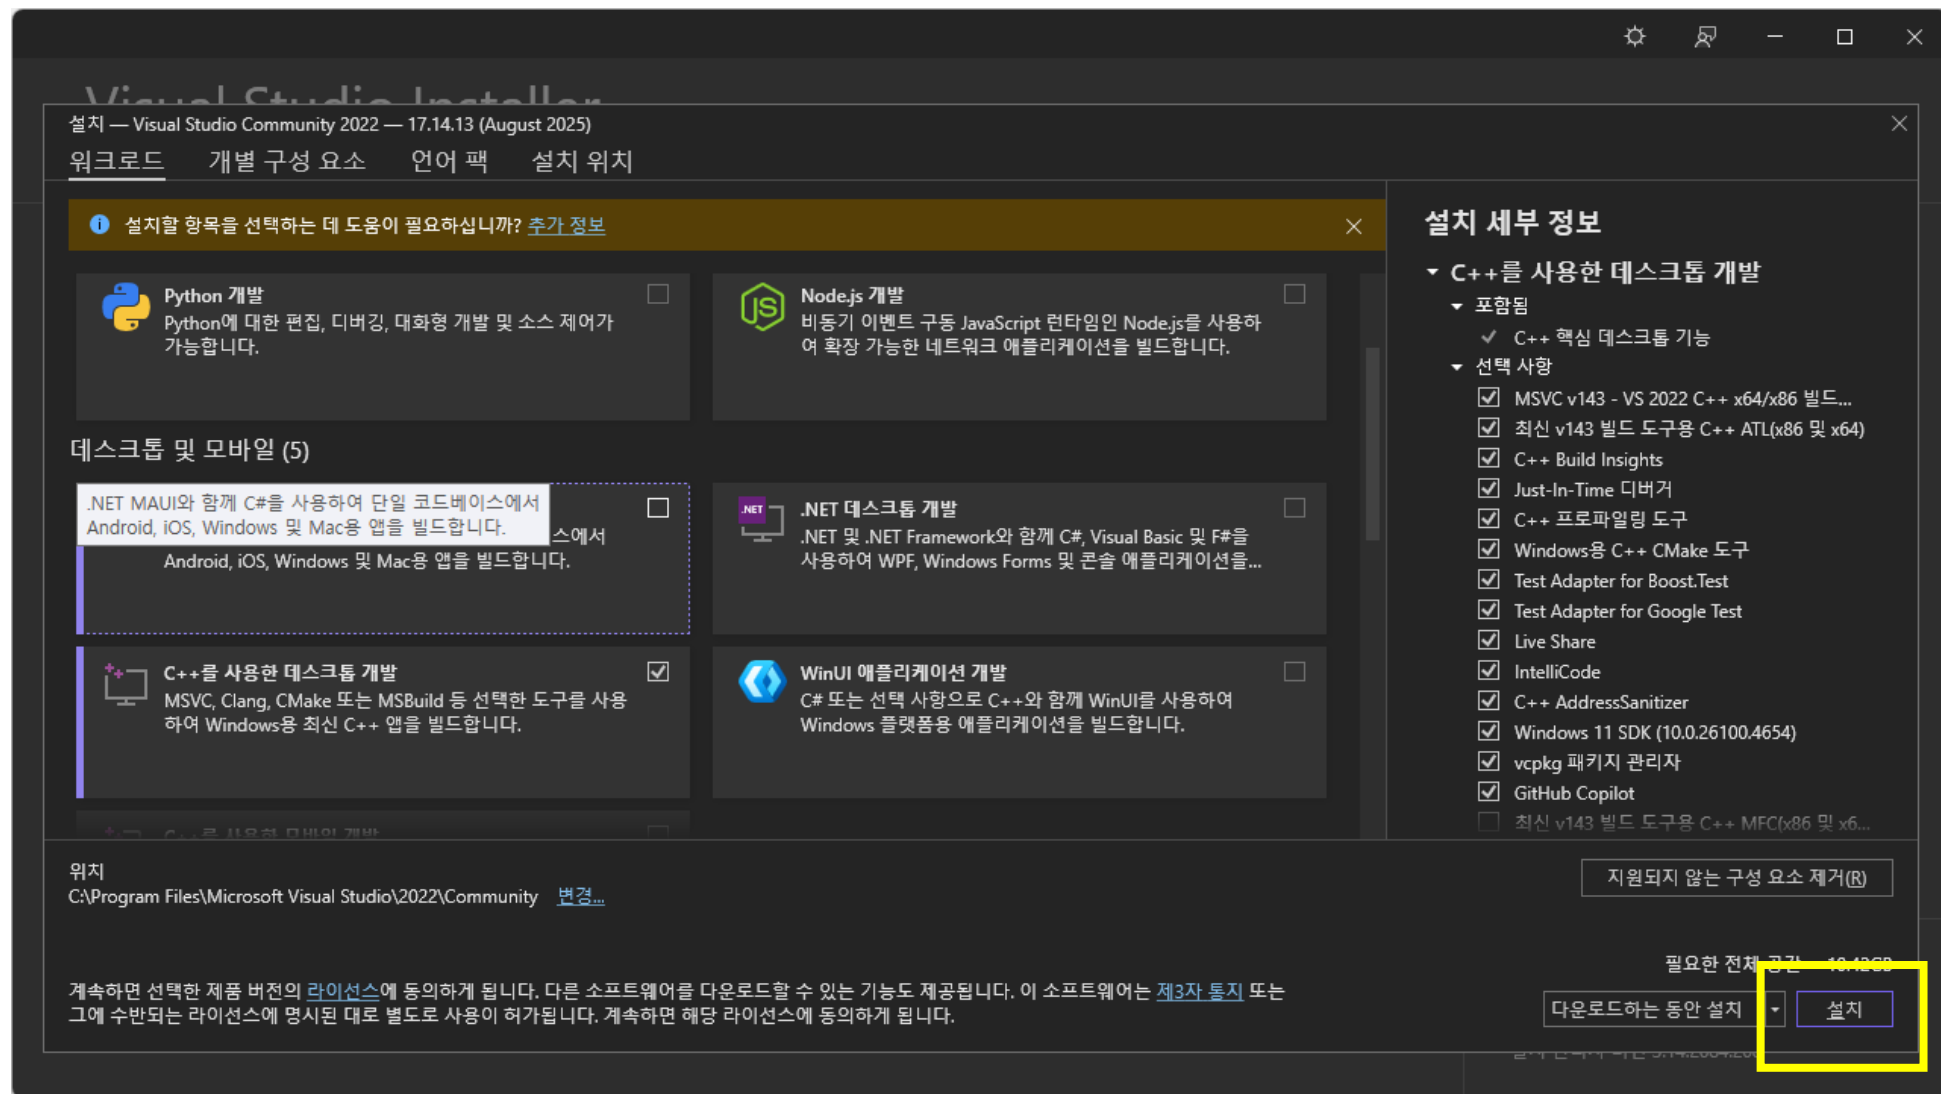 Visual Studio Installer
설치 — Visual Studio Community 2022 — 17.14.13 (August 2025)
워크로드 개별 구성 요소 언어 팩 설치 위치
설치할 항목을 선택하는 데 도움이 필요하십니까? 추가 정보
Python 개발
Python에 대한 편집, 디버깅, 대화형 개발 및 소스 제어가
가능합니다.
Node.js 개발
비동기 이벤트 구동 JavaScript 런타임인 Node.js를 사용하
여 확장 가능한 네트워크 애플리케이션을 빌드합니다.
데스크톱 및 모바일 (5)
.NET MAUI와 함께 C#을 사용하여 단일 코드베이스에서
Android, iOS, Windows 및 Mac용 앱을 빌드합니다.
스에서
Android, iOS, Windows 및 Mac용 앱을 빌드합니다.
.NET
.NET 데스크톱 개발
.NET 및 .NET Framework와 함께 C#, Visual Basic 및 F#을
사용하여 WPF, Windows Forms 및 콘솔 애플리케이션을...
C++를 사용한 데스크톱 개발
MSVC, Clang, CMake 또는 MSBuild 등 선택한 도구를 사용
하여 Windows용 최신 C++ 앱을 빌드합니다.
WinUI 애플리케이션 개발
C# 또는 선택 사항으로 C++와 함께 WinUI를 사용하여
Windows 플랫폼용 애플리케이션을 빌드합니다.
C++를 사용한 모바일 개발
설치 세부 정보
C++를 사용한 데스크톱 개발
포함됨
C++ 핵심 데스크톱 기능
선택 사항
MSVC v143 - VS 2022 C++ x64/x86 빌드...
최신 v143 빌드 도구용 C++ ATL(x86 및 x64)
C++ Build Insights
Just-In-Time 디버거
C++ 프로파일링 도구
Windows용 C++ CMake 도구
Test Adapter for Boost.Test
Test Adapter for Google Test
Live Share
IntelliCode
C++ AddressSanitizer
Windows 11 SDK (10.0.26100.4654)
vcpkg 패키지 관리자
GitHub Copilot
최신 v143 빌드 도구용 C++ MFC(x86 및 x6...
위치
C:\Program Files\Microsoft Visual Studio\2022\Community 변경...
지원되지 않는 구성 요소 제거(R)
필요한 전체 공간
계속하면 선택한 제품 버전의 라이선스에 동의하게 됩니다. 다른 소프트웨어를 다운로드할 수 있는 기능도 제공됩니다. 이 소프트웨어는 제3자 통지 또는
그에 수반되는 라이선스에 명시된 대로 별도로 사용이 허가됩니다. 계속하면 해당 라이선스에 동의하게 됩니다.
다운로드하는 동안 설치
설치